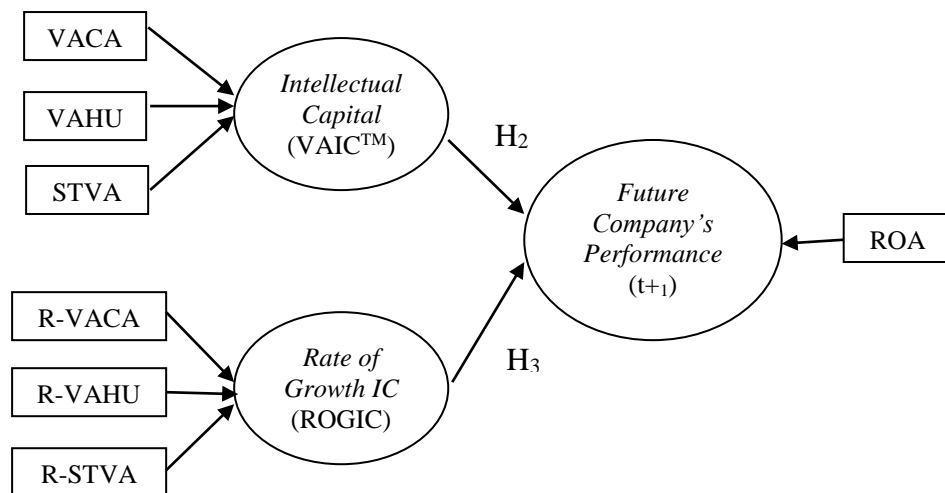 VACA
VAHU
STVA
Intellectual
Capital
(VAIC™)
H₂
Future
Company’s
Performance
(t+₁)
ROA
R-VACA
R-VAHU
R-STVA
Rate of
Growth IC
(ROGIC)
H₃